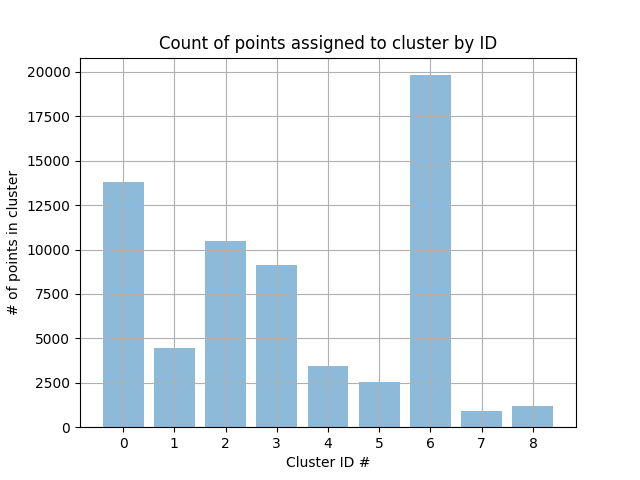 Count of points assigned to cluster by ID
20000
17500
15000
12500
10000
7500
5000
2500
0
# of points in cluster
0 1 2 3 4 5 6 7 8
Cluster ID #